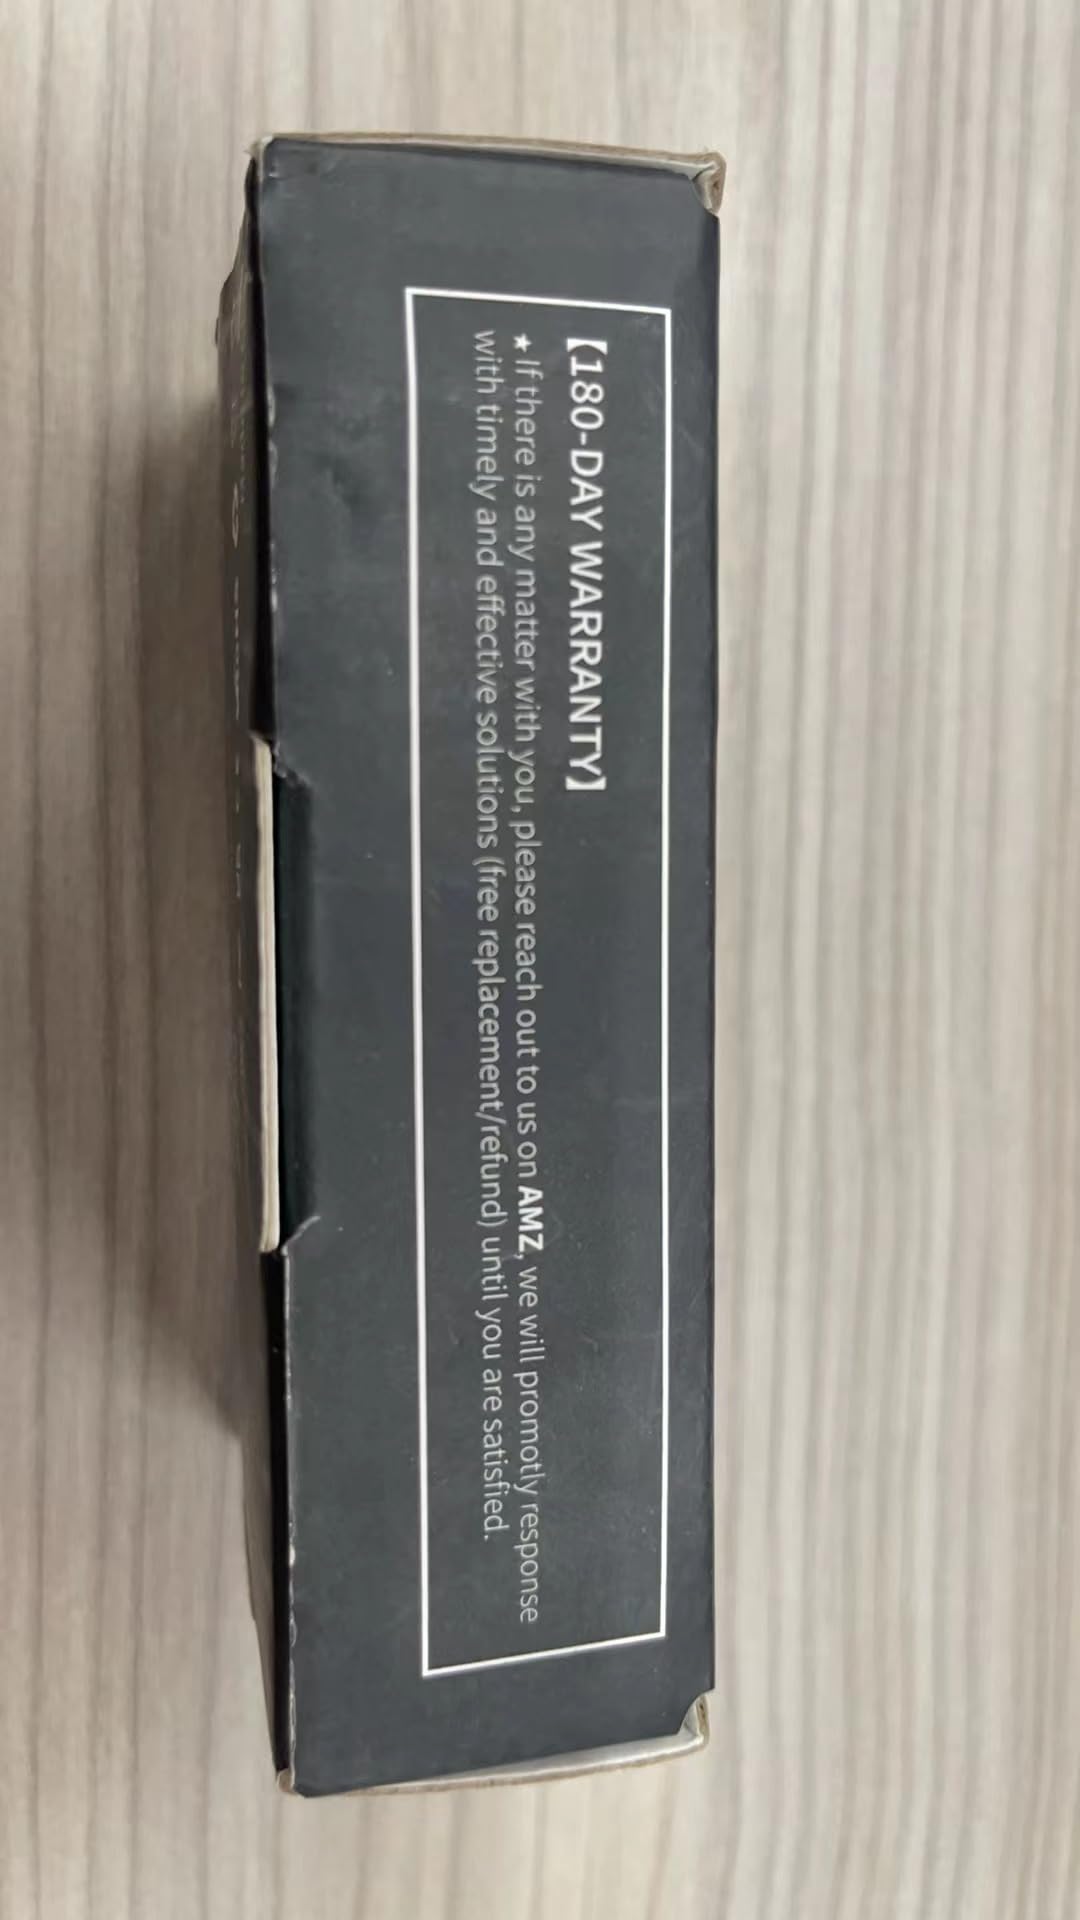 【180-DAY WARRANTY】
★ If there is any matter with you, please reach out to us on AMZ, we will promotly response
with timely and effective solutions (free replacement/refund) until you are satisfied.